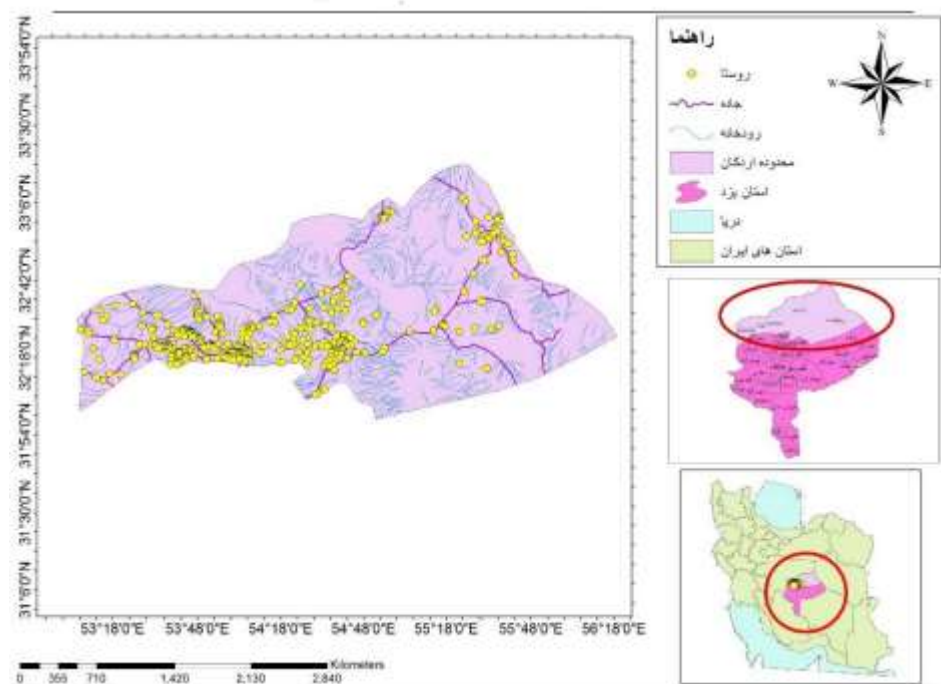 راهنما
روستا
جاده
رودخانه
محدوده اردکان
استان یزد
دریا
استان های ایران
N
W E
S
33°54'0"N
33°30'0"N
33°6'0"N
32°42'0"N
32°18'0"N
31°54'0"N
31°30'0"N
31°6'0"N
53°18'0"E 53°48'0"E 54°18'0"E 54°48'0"E 55°18'0"E 55°48'0"E 56°18'0"E
Kilometers
0 355 710 1,420 2,130 2,840